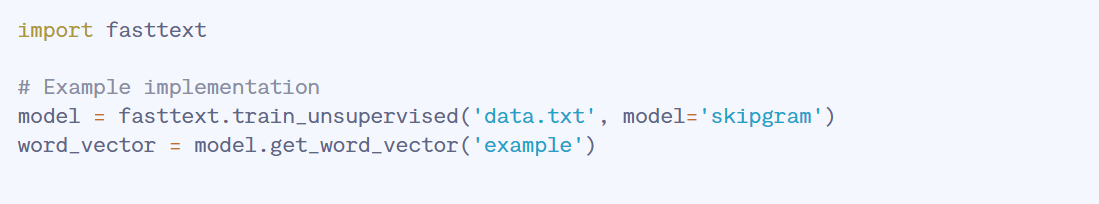 import fasttext
# Example implementation
model = fasttext.train_unsupervised('data.txt', model='skipgram')
word_vector = model.get_word_vector('example')